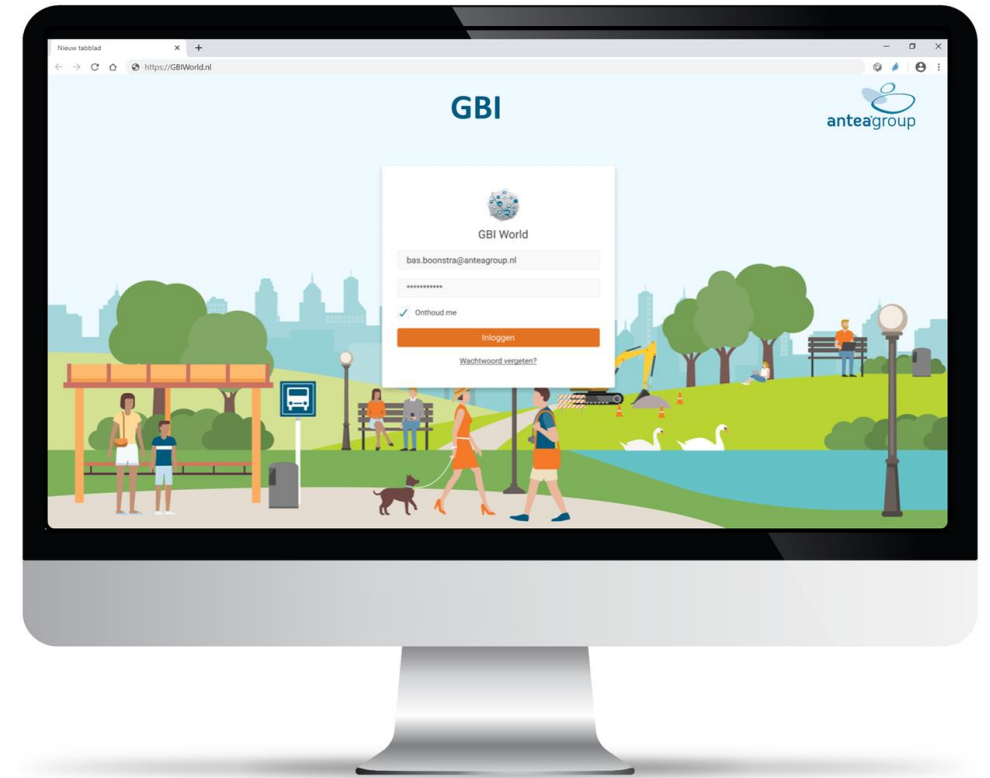 Nieuw tabblad
https://GBIWorld.nl
GBI
anteagroup
GBI World
bas.boonstra@anteagroup.nl
***********
Onthoud me
Inloggen
Wachtwoord vergeten?